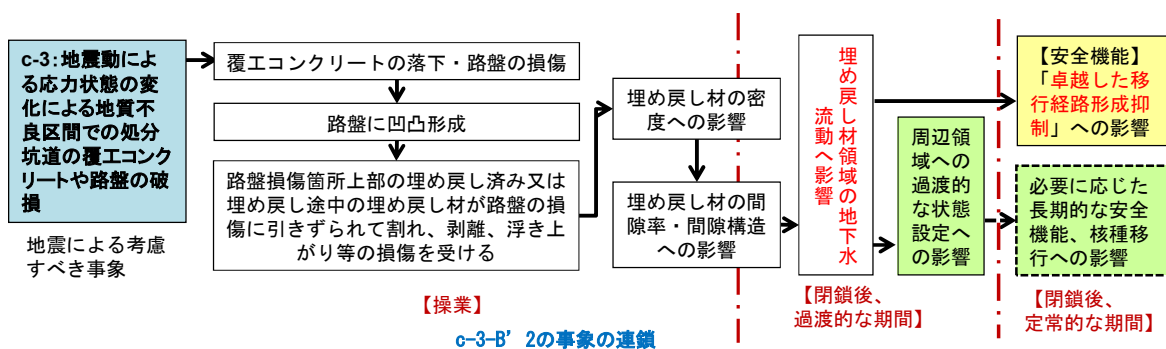 c-3：地震動によ
る応力状態の変
化による地質不
良区間での処分
坑道の覆工コンク
リートや路盤の破
損
地震による考慮
すべき事象
覆工コンクリートの落下・路盤の損傷
路盤に凹凸形成
路盤損傷箇所上部の埋め戻し済み又は
埋め戻し途中の埋め戻し材が路盤の損
傷に引きずられて割れ、剥離、浮き上
がり等の損傷を受ける
【操業】
埋め戻し材の密
度への影響
埋め戻し材の間
隙率・間隙構造
への影響
埋め戻し材領域の地下水
流動へ影響
【閉鎖後、
過渡的な期間】
周辺領
域への
過渡的
な状態
設定へ
の影響
【安全機能】
「卓越した移
行経路形成抑
制」への影響
必要に応じた
長期的な安全
機能、核種移
行への影響
【閉鎖後、
定常的な期間】
c-3-B’2の事象の連鎖